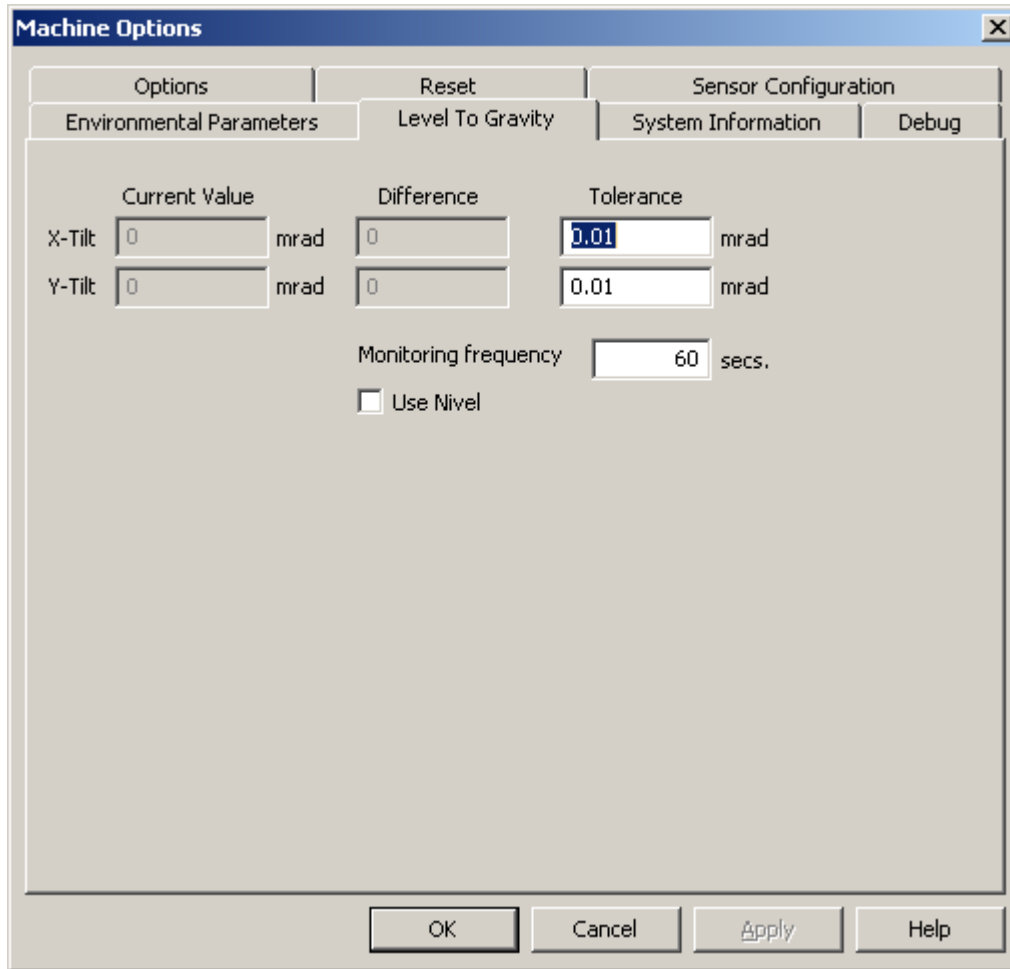 Machine Options
Options Reset Sensor Configuration
Environmental Parameters Level To Gravity System Information Debug
Current Value Difference Tolerance
X-Tilt 0 mrad 0 0.01 mrad
Y-Tilt 0 mrad 0 0.01 mrad
Monitoring frequency 60 secs.
Use Nivel
OK Cancel Apply Help